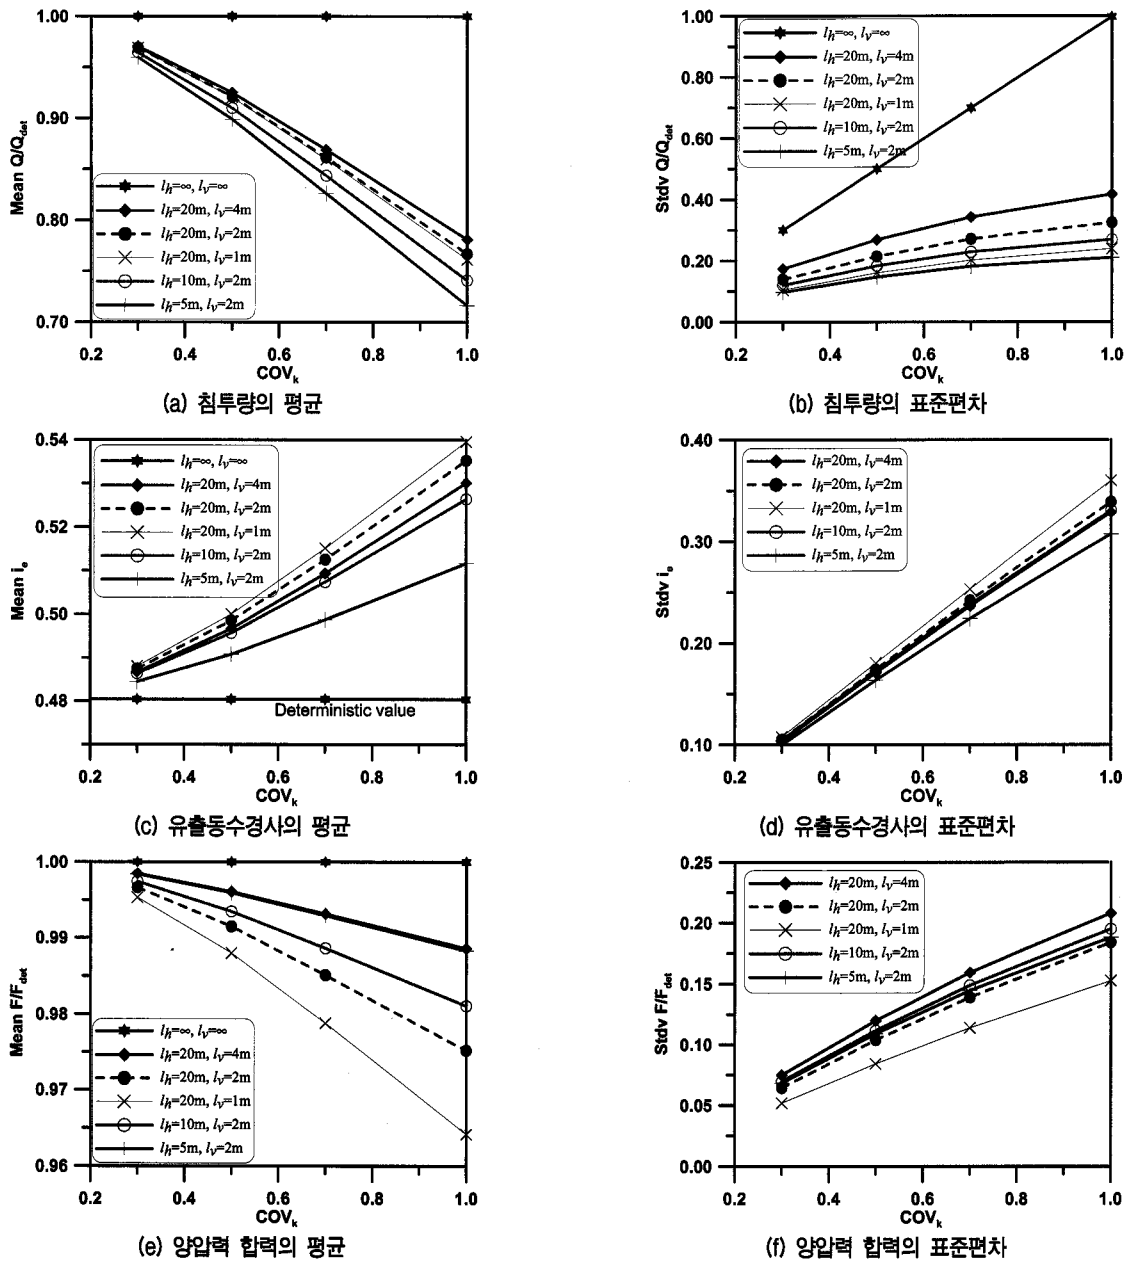 1.00
0.90
0.80
0.70
Mean Q/Q_det
l_h=∞, l_v=∞
l_h=20m, l_v=4m
l_h=20m, l_v=2m
l_h=20m, l_v=1m
l_h=10m, l_v=2m
l_h=5m, l_v=2m
0.2 0.4 0.6 0.8 1.0
COV_k
(a) 침투량의 평균
1.00
0.80
0.60
0.40
0.20
0.00
Stdv Q/Q_det
l_h=∞, l_v=∞
l_h=20m, l_v=4m
l_h=20m, l_v=2m
l_h=20m, l_v=1m
l_h=10m, l_v=2m
l_h=5m, l_v=2m
0.2 0.4 0.6 0.8 1.0
COV_k
(b) 침투량의 표준편차
0.54
0.52
0.50
0.48
Mean i_e
l_h=∞, l_v=∞
l_h=20m, l_v=4m
l_h=20m, l_v=2m
l_h=20m, l_v=1m
l_h=10m, l_v=2m
l_h=5m, l_v=2m
Deterministic value
0.2 0.4 0.6 0.8 1.0
COV_k
(c) 유출동수경사의 평균
0.40
0.30
0.20
0.10
Stdv i_e
l_h=20m, l_v=4m
l_h=20m, l_v=2m
l_h=20m, l_v=1m
l_h=10m, l_v=2m
l_h=5m, l_v=2m
0.2 0.4 0.6 0.8 1.0
COV_k
(d) 유출동수경사의 표준편차
1.00
0.99
0.98
0.97
0.96
Mean F/F_det
l_h=∞, l_v=∞
l_h=20m, l_v=4m
l_h=20m, l_v=2m
l_h=20m, l_v=1m
l_h=10m, l_v=2m
l_h=5m, l_v=2m
0.2 0.4 0.6 0.8 1.0
COV_k
(e) 양압력 합력의 평균
0.25
0.20
0.15
0.10
0.05
0.00
Stdv F/F_det
l_h=20m, l_v=4m
l_h=20m, l_v=2m
l_h=20m, l_v=1m
l_h=10m, l_v=2m
l_h=5m, l_v=2m
0.2 0.4 0.6 0.8 1.0
COV_k
(f) 양압력 합력의 표준편차